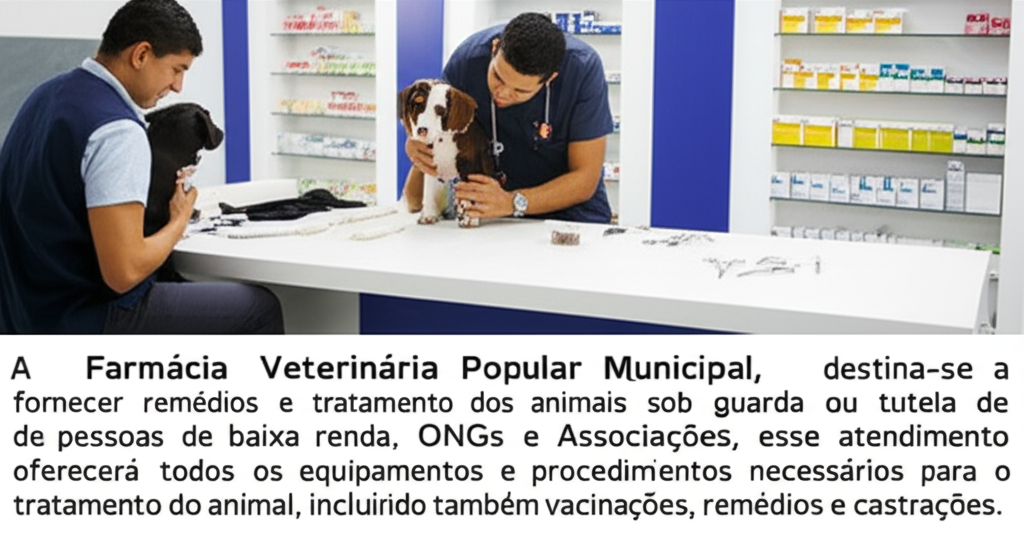 A Farmácia Veterinária Popular Municipal, destina-se a
fornecer remédios e tratamento dos animais sob guarda ou tutela de
de pessoas de baixa renda, ONGs e Associações, esse atendimento
oferecerá todos os equipamentos e procedimentos necessários para o
tratamento do animal, incluirido também vacinações, remédios e castrações.